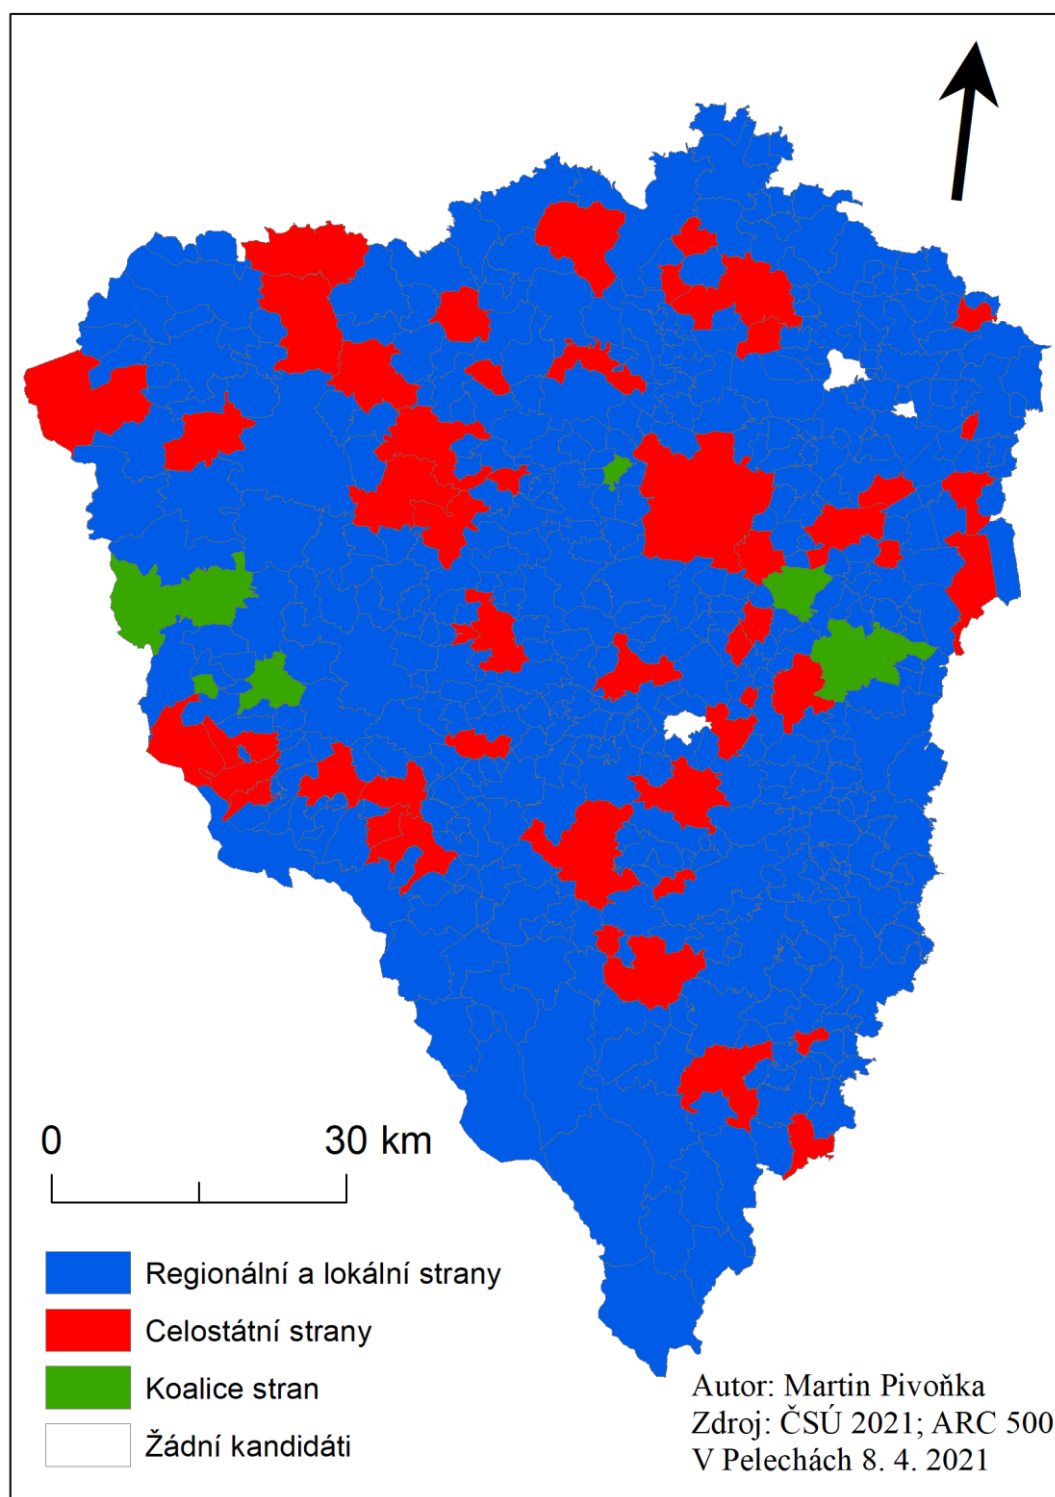 0 30 km
Regionální a lokální strany
Celostátní strany
Koalice stran
Žádní kandidáti
Autor: Martin Pivoňka
Zdroj: ČSÚ 2021; ARC 500
V Pelechách 8. 4. 2021